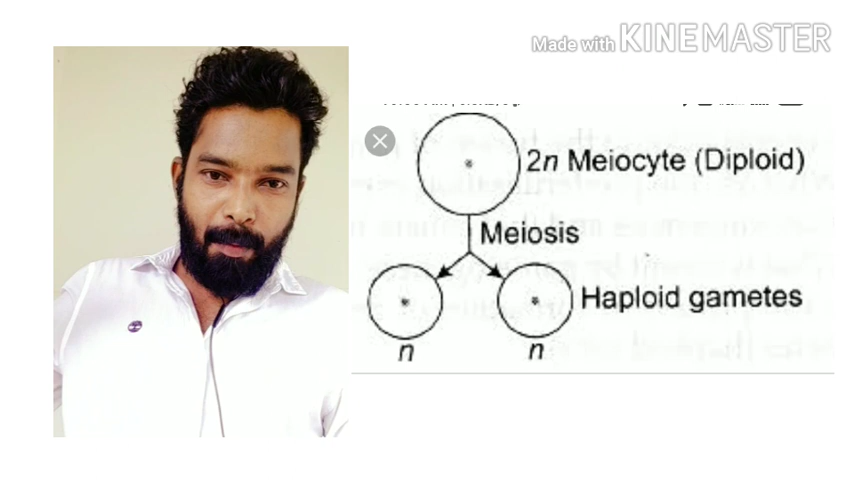 Made with KINEMASTER
2n Meiocyte (Diploid)
Meiosis
Haploid gametes
n n